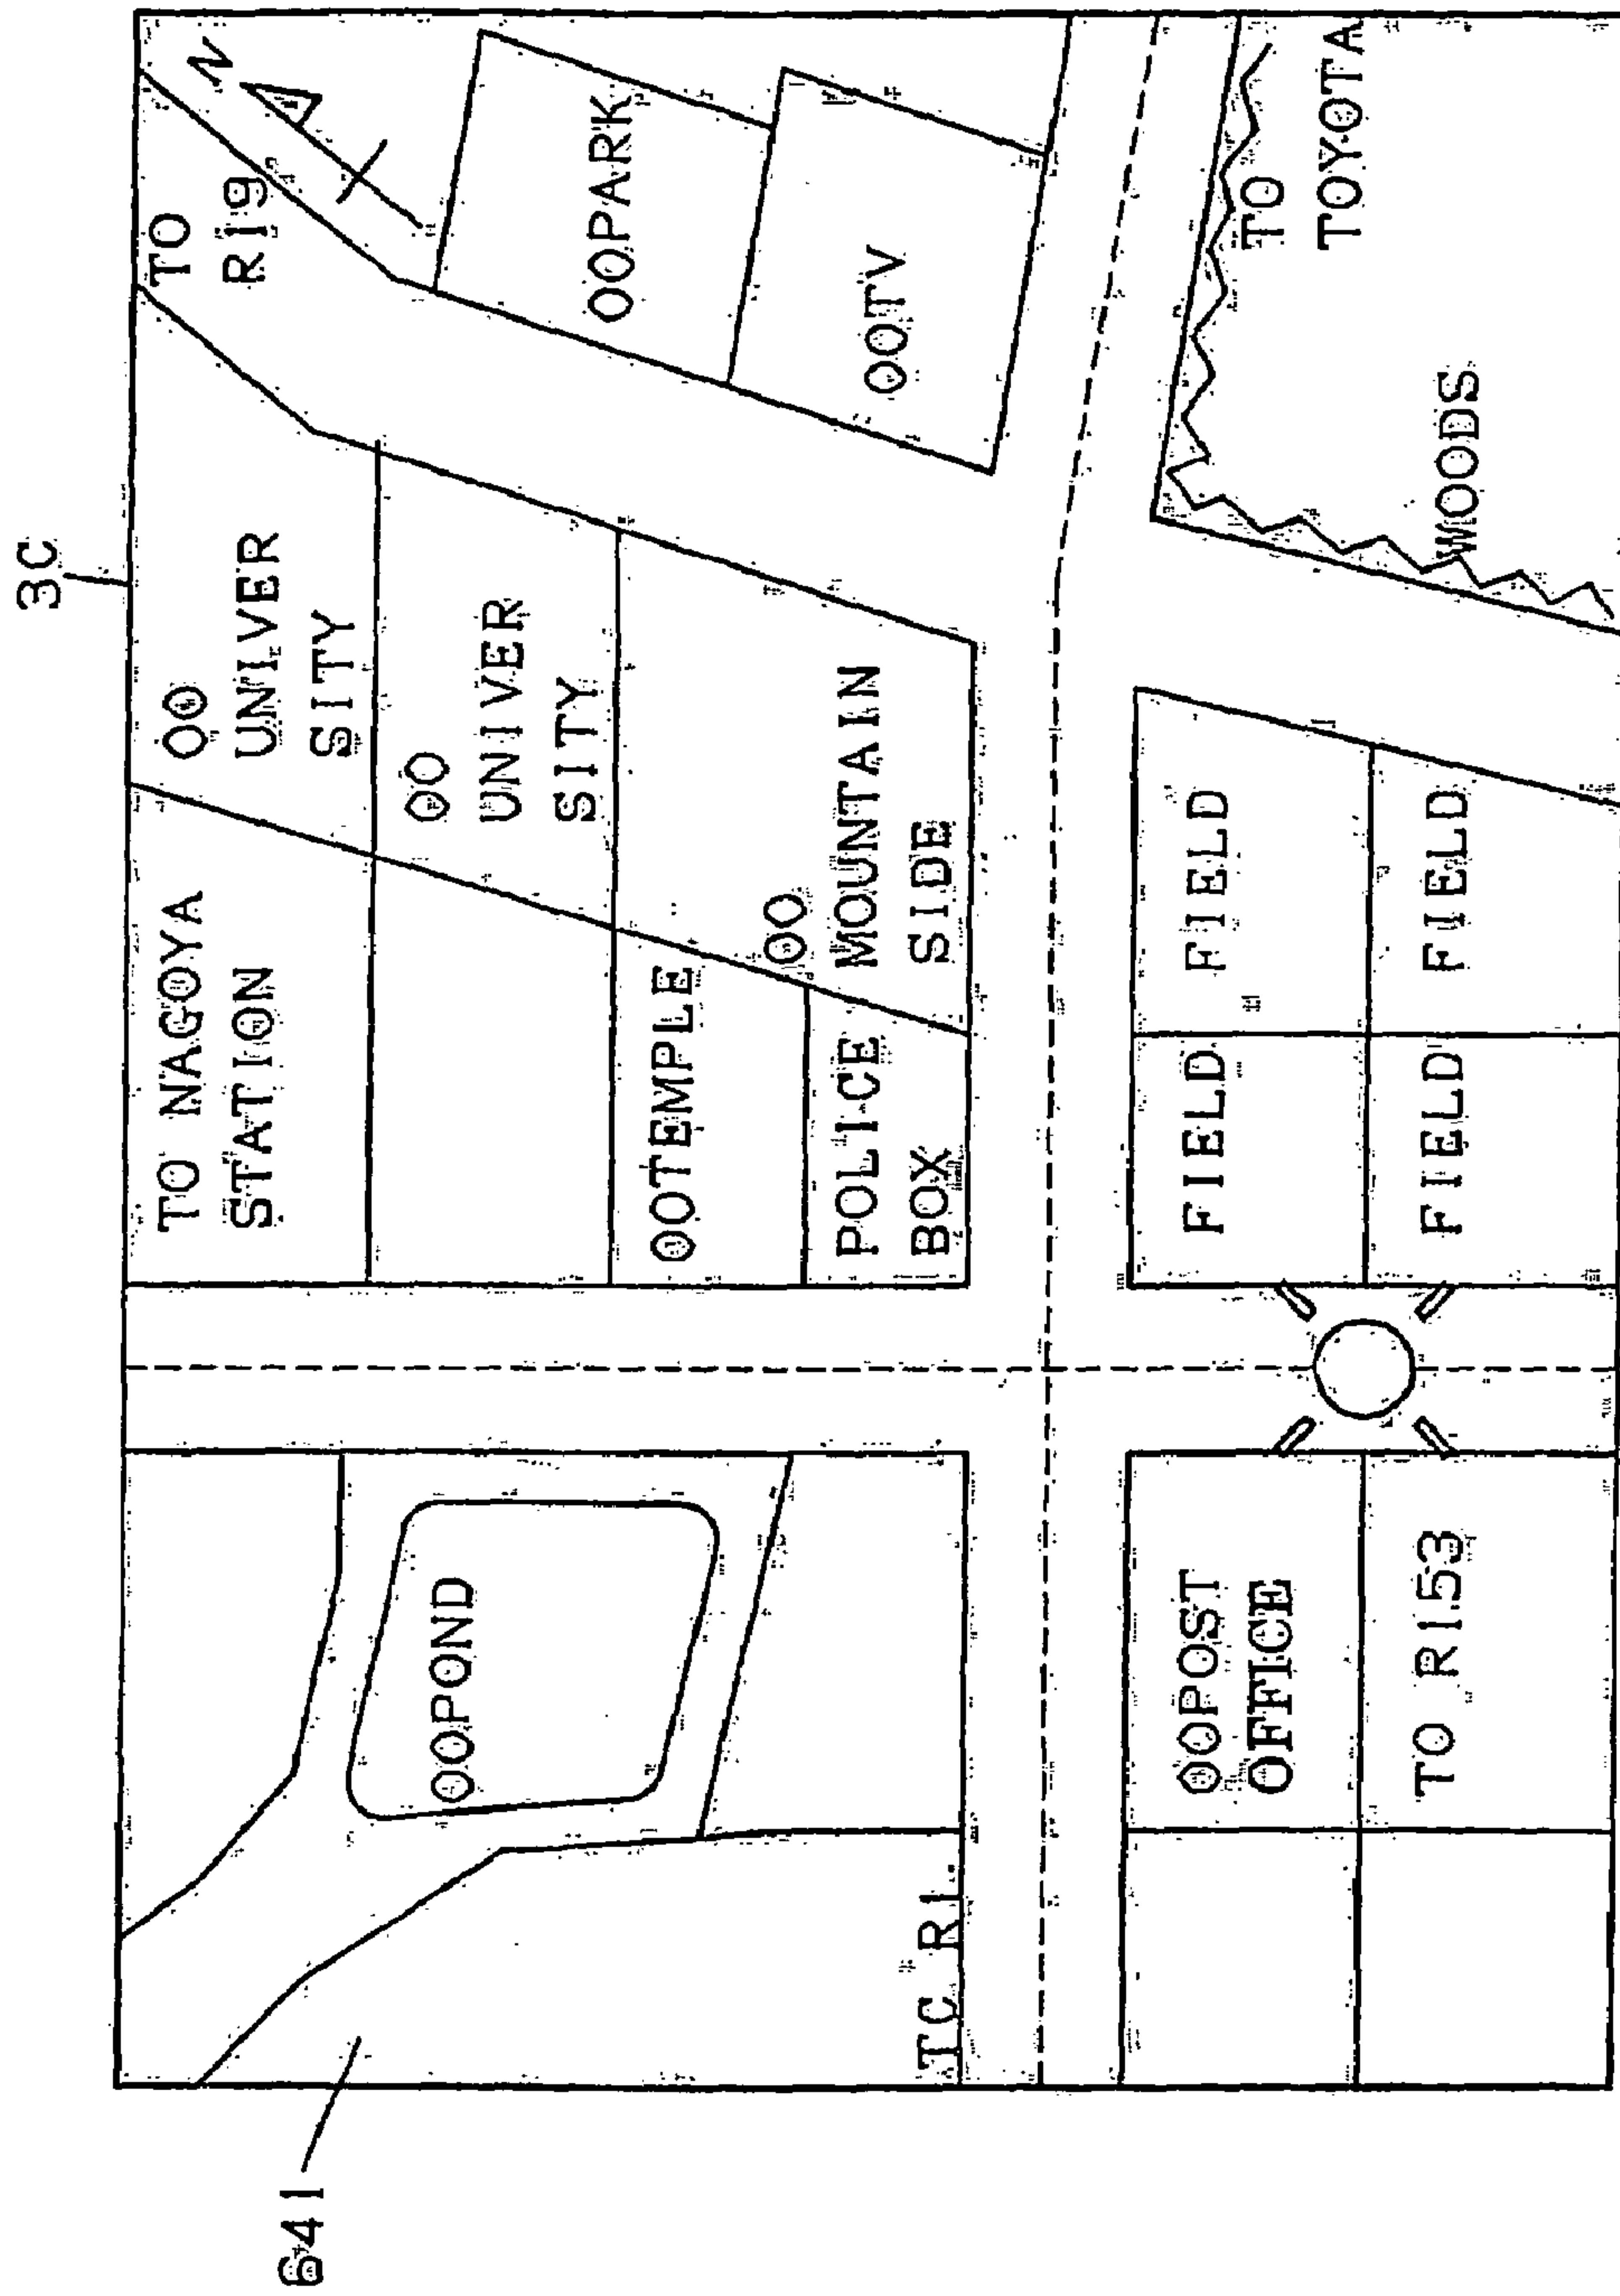 3C
641
TO NAGOYA
STATION
OO
UNIVER
SITY
TO
R19
N
OOPOND
OO
UNIVER
SITY
OOPARK
OOTEMPLE
OO
MOUNTAIN
SIDE
POLICE
BOX
OOTV
TC R1.
OOPOST
OFFICE
FIELD
FIELD
TO
TOYOTA
TO R153
FIELD
FIELD
WOODS